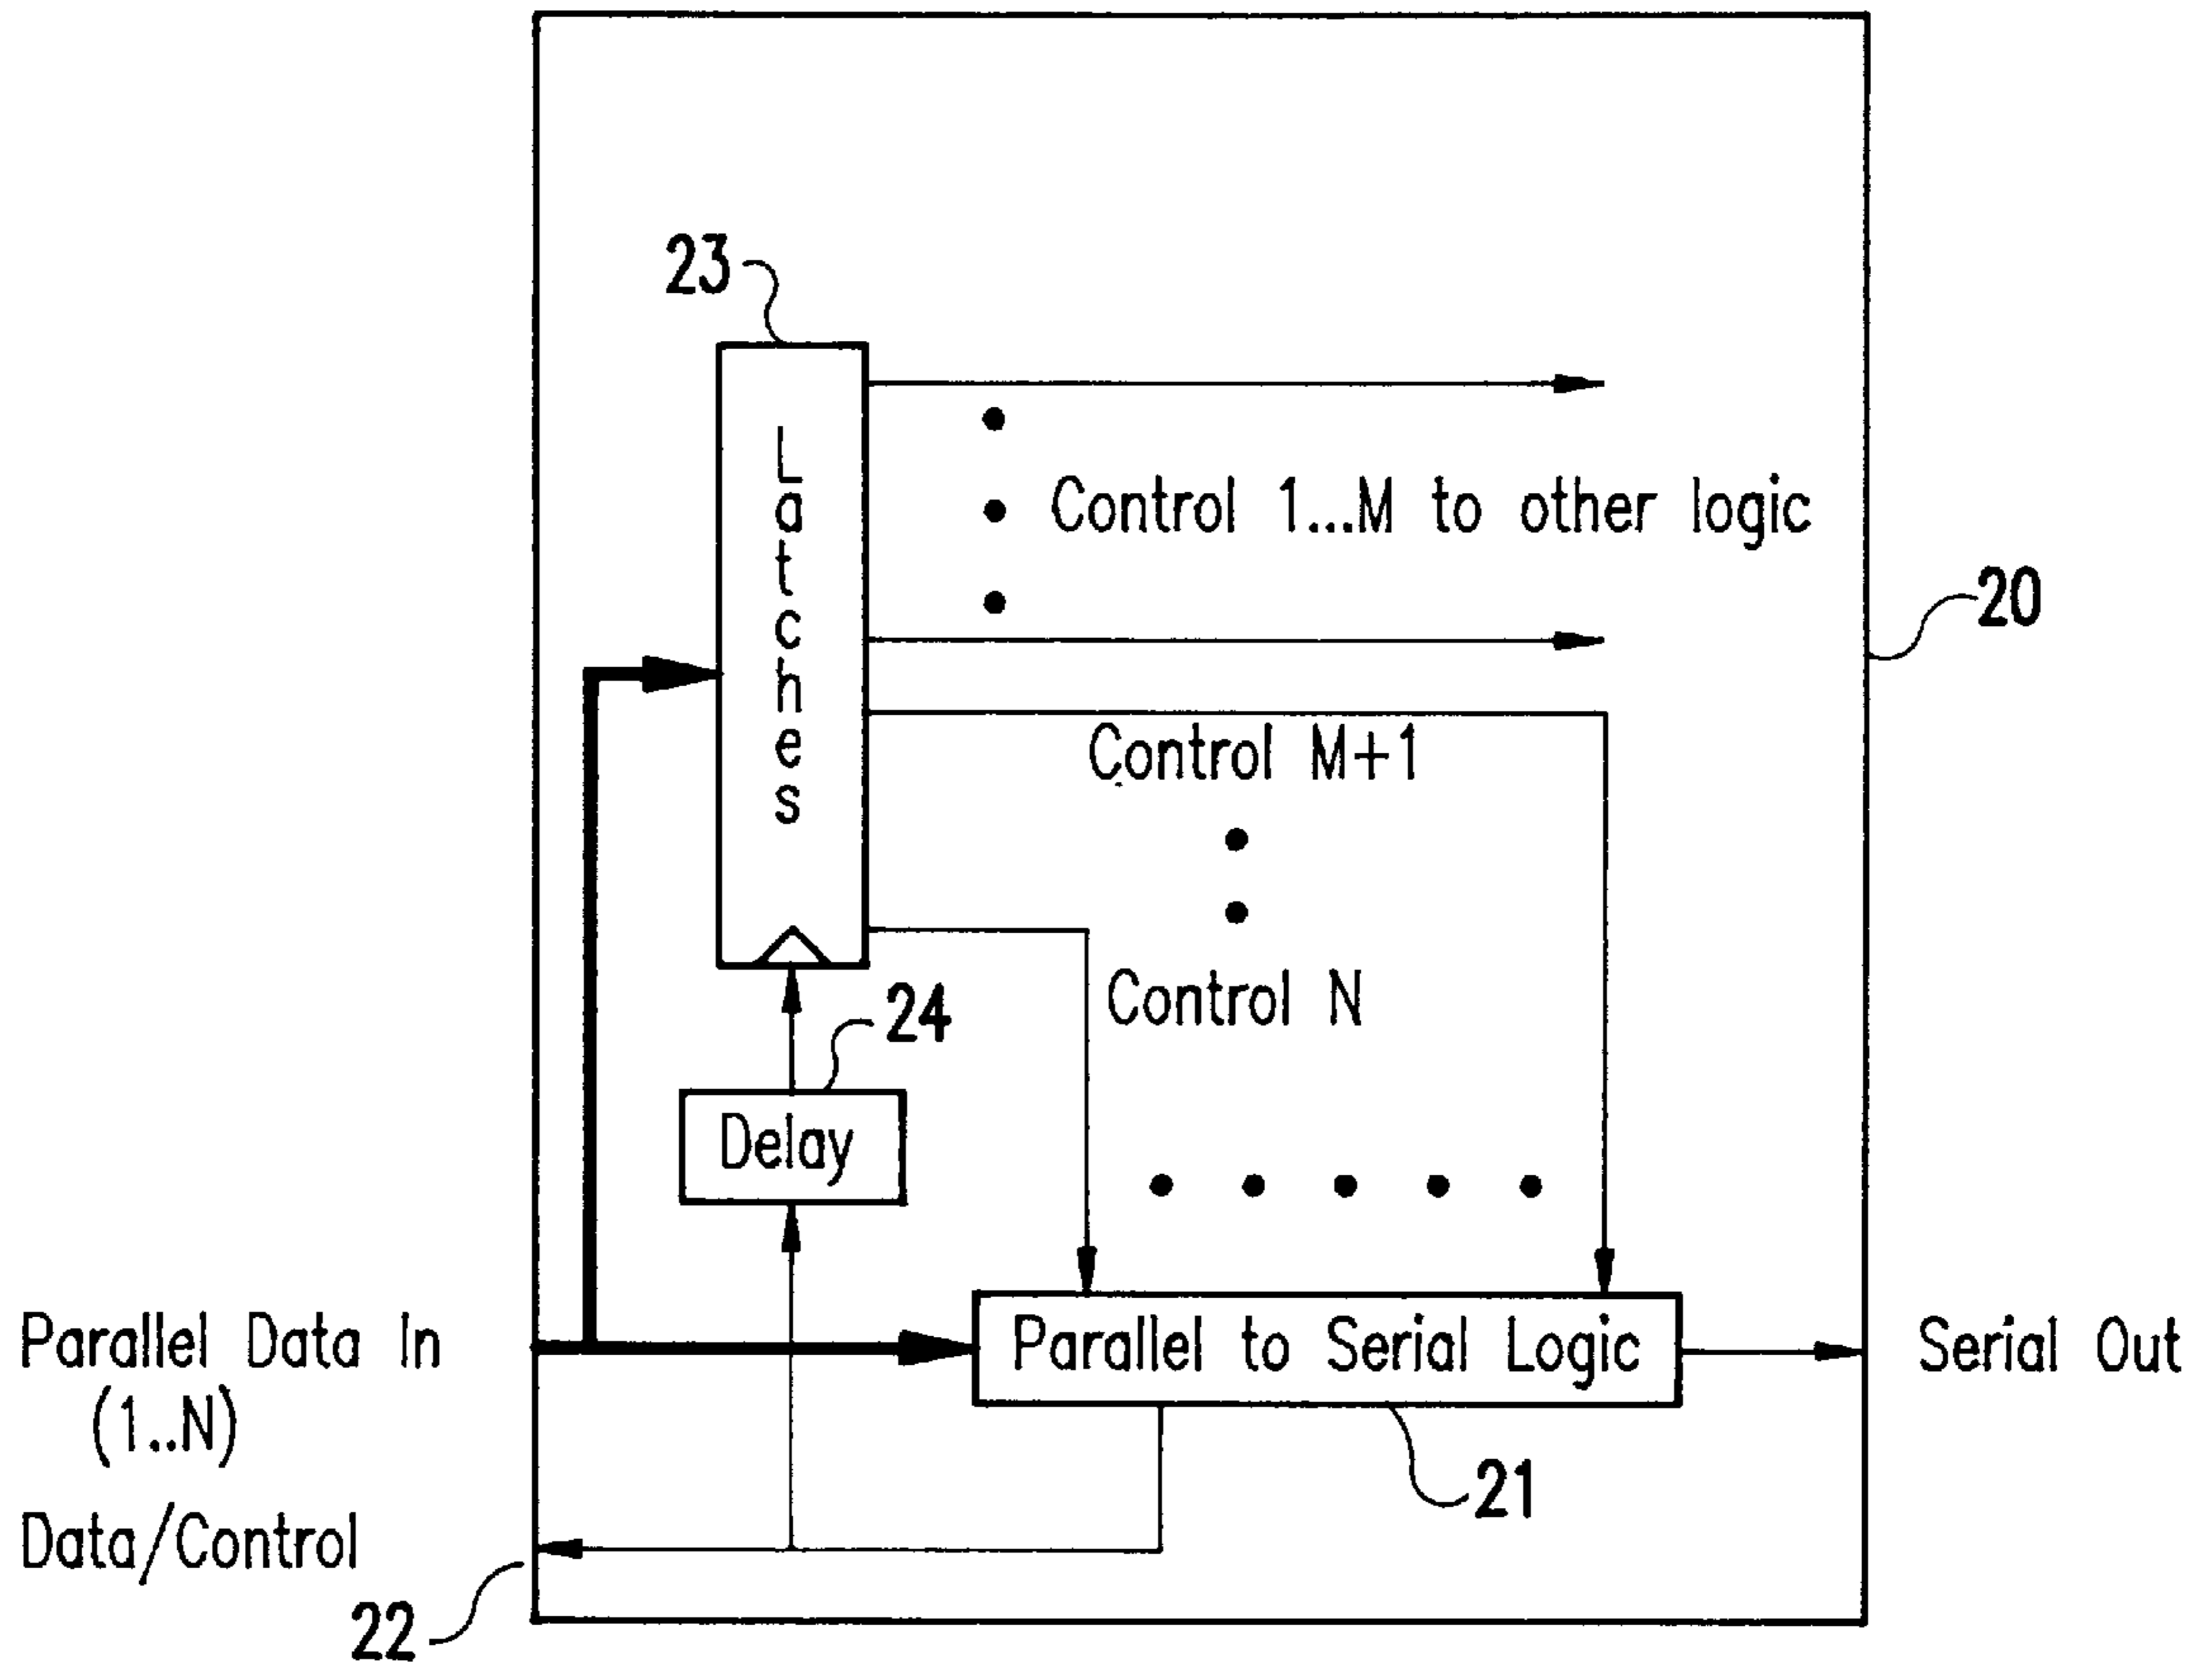 23
Latches
Control 1...M to other logic
20
Control M+1
Control N
24
Delay
Parallel Data In
(1..N)
Parallel to Serial Logic
Serial Out
21
Data/Control
22